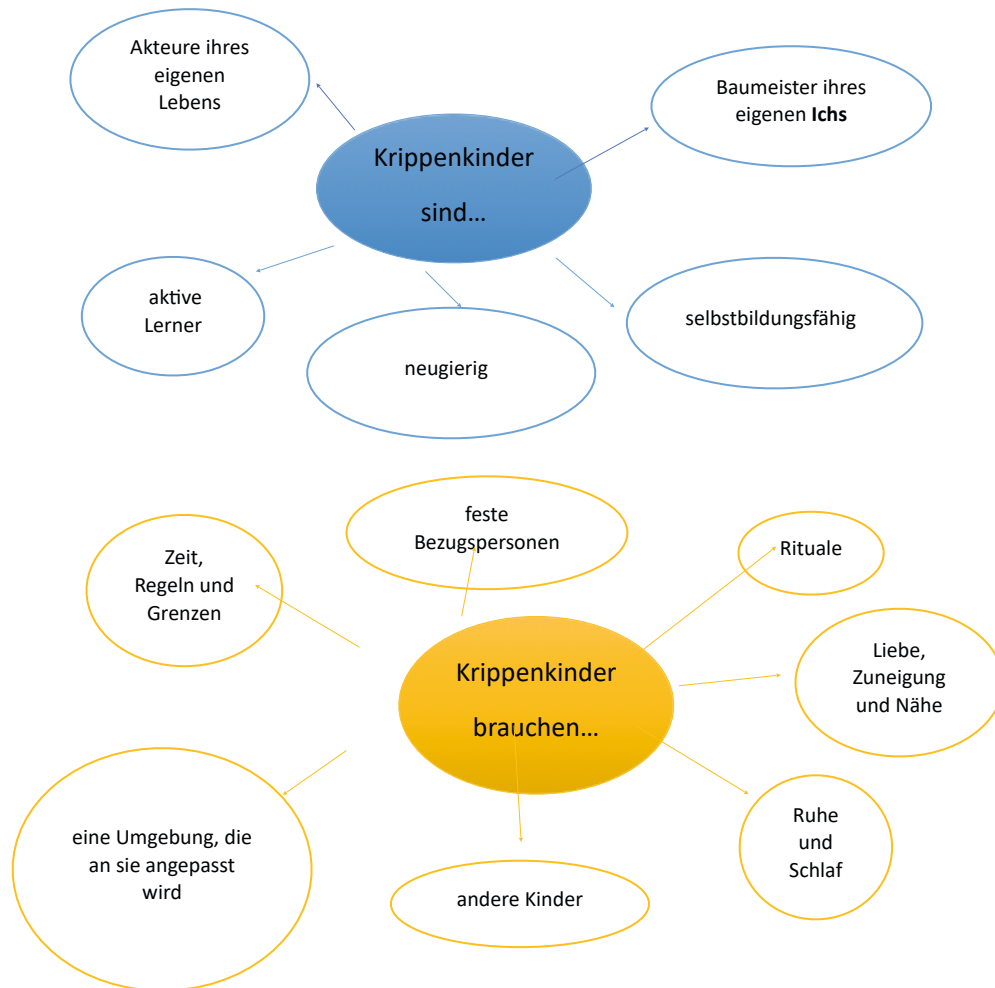 Akteure ihres
eigenen
Lebens
Baumeister ihres
eigenen Ichs
Krippenkinder
sind...
aktive
Lerner
selbstbildungsfähig
neugierig
feste
Bezugspersonen
Zeit,
Regeln und
Grenzen
Rituale
Krippenkinder
brauchen...
Liebe,
Zuneigung
und Nähe
eine Umgebung, die
an sie angepasst
wird
andere Kinder
Ruhe
und
Schlaf